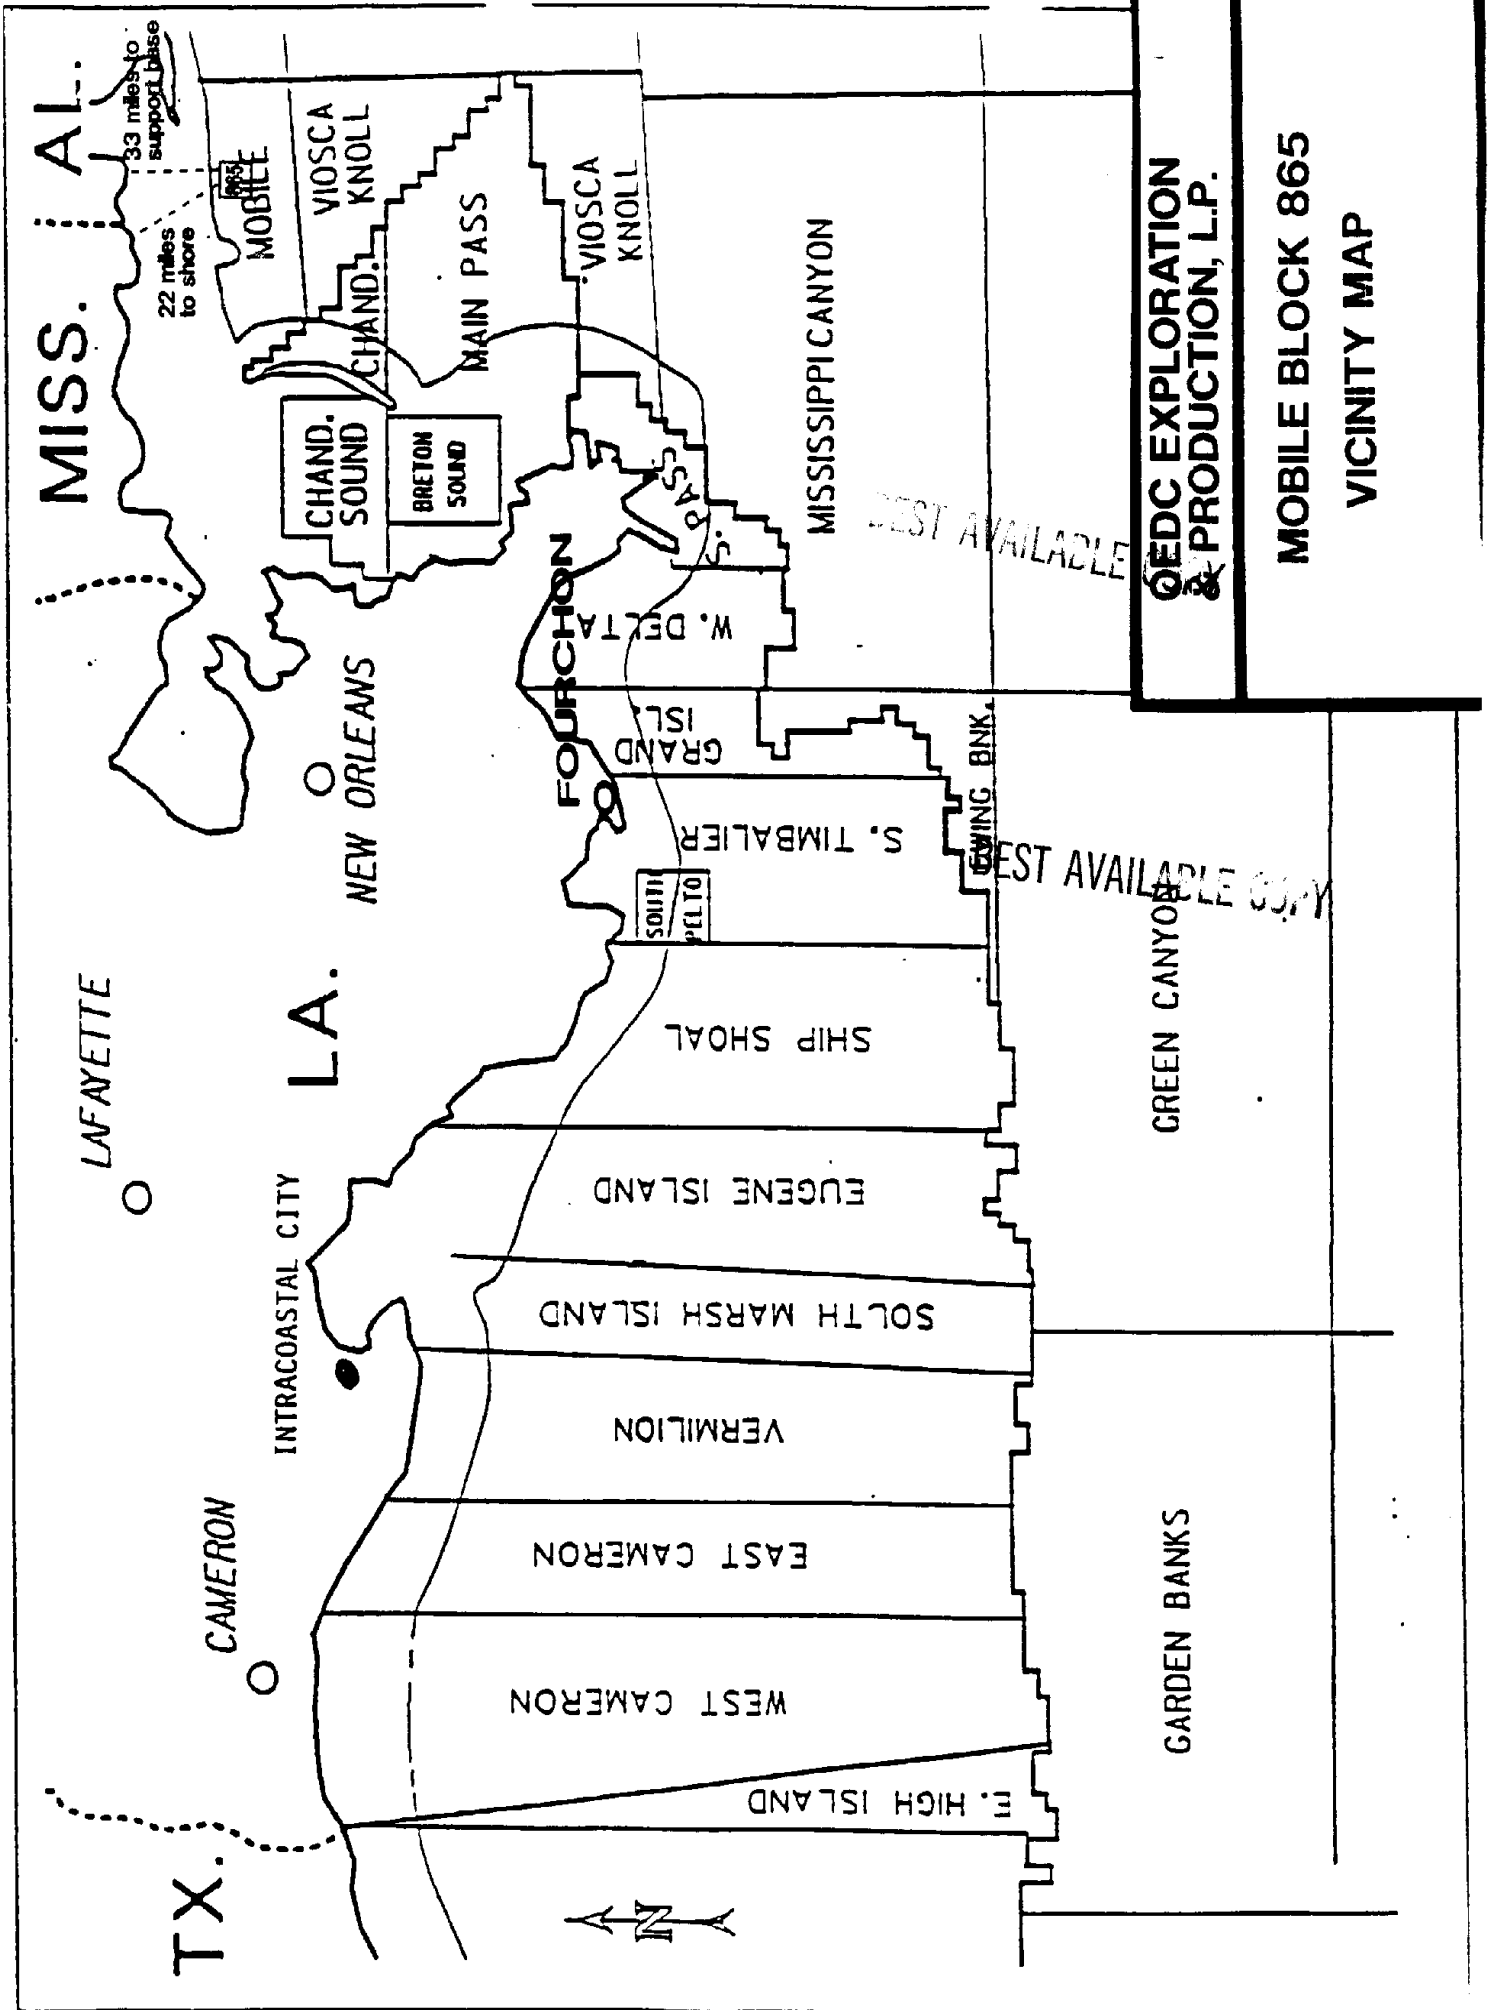 TX.
LA.
MISS.
AL.
33 miles to
support base
22 miles
to shore
865
MOBILE
VIOSCA
KNOLL
CHAND.
MAIN PASS
VIOSCA
KNOLL
CHAND.
SOUND
BRETON
SOUND
LAFAYETTE
NEW ORLEANS
INTRACOASTAL CITY
CAMERON
FOURCHON
S. PASS
W. DELTA
GRAND
ISL.
S. TIMBALIER
SOUTH
PELTO
SHIP SHOAL
EUGENE ISLAND
SOUTH MARSH ISLAND
VERMILION
EAST CAMERON
WEST CAMERON
E. HIGH ISLAND
MISSISSIPPI CANYON
EWING BNK.
GREEN CANYON
GARDEN BANKS
N
BEST AVAILABLE
BEST AVAILABLE COPY
OEDC EXPLORATION
& PRODUCTION, L.P.
MOBILE BLOCK 865
VICINITY MAP